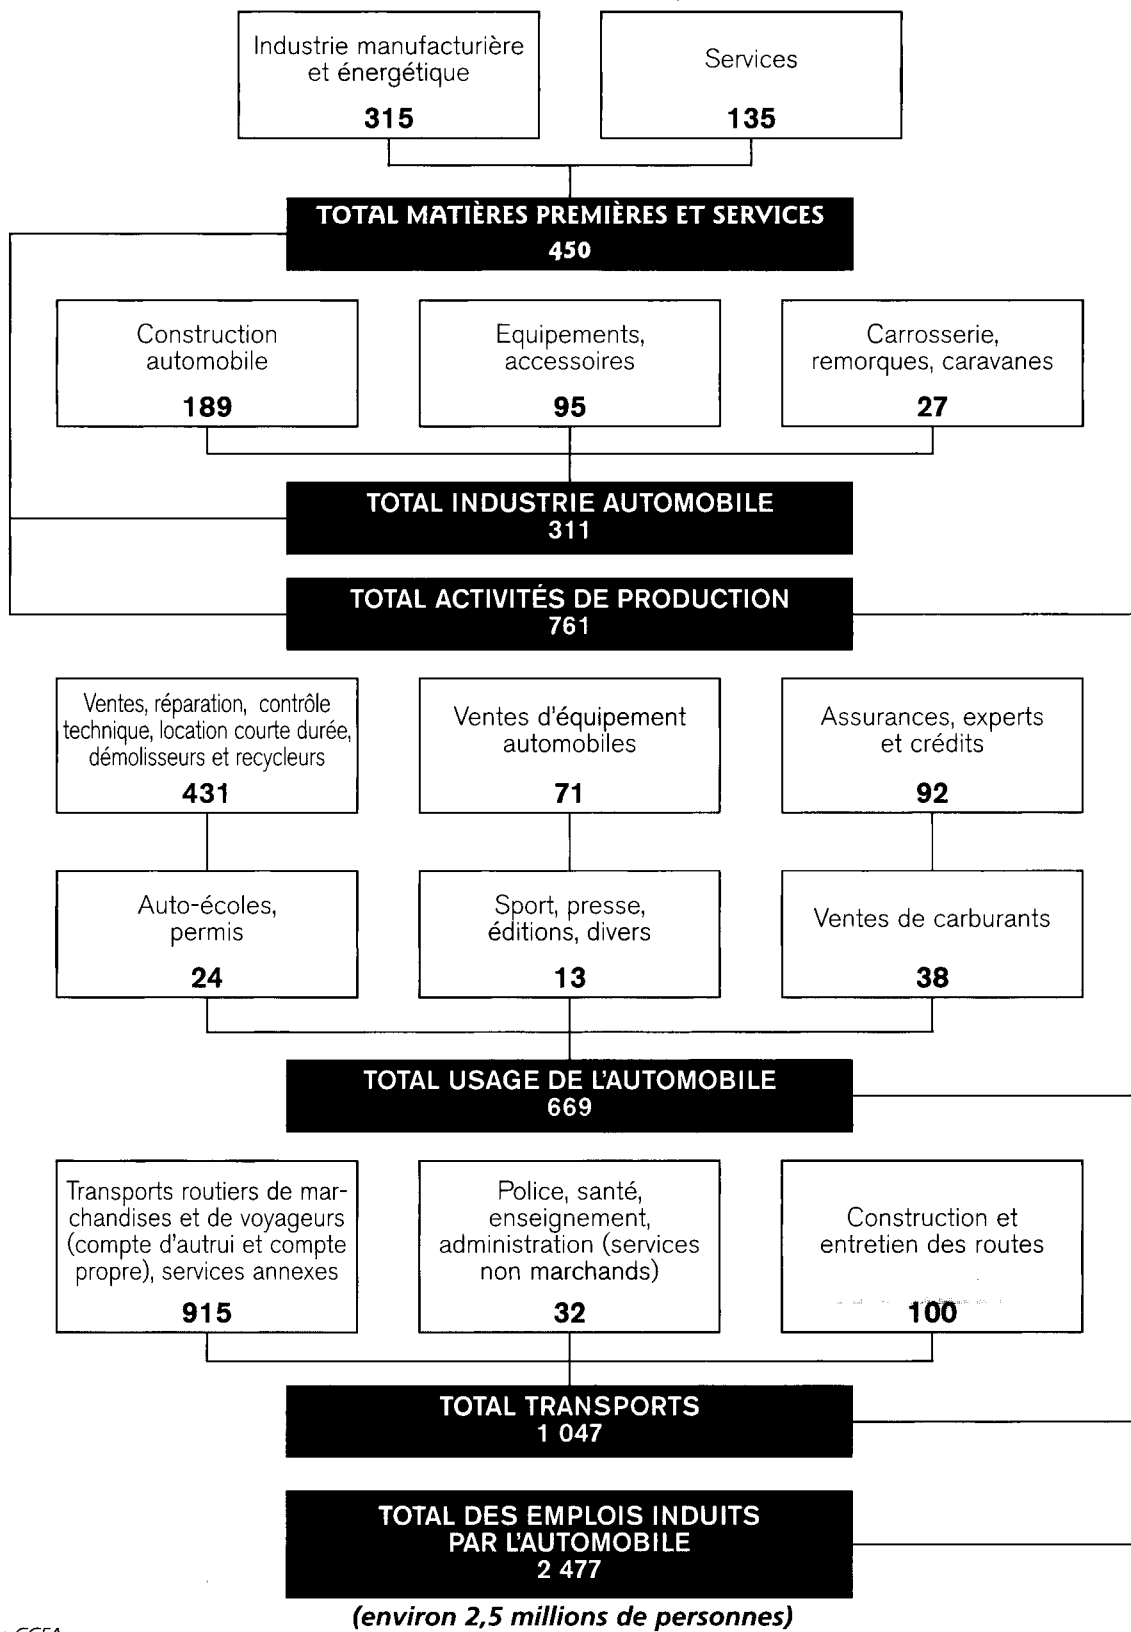 Industrie manufacturière
et énergétique
315
Services
135
TOTAL MATIÈRES PREMIÈRES ET SERVICES
450
Construction
automobile
189
Equipements,
accessoires
95
Carrosserie,
remorques, caravanes
27
TOTAL INDUSTRIE AUTOMOBILE
311
TOTAL ACTIVITÉS DE PRODUCTION
761
Ventes, réparation, contrôle
technique, location courte durée,
démolisseurs et recycleurs
431
Ventes d'équipement
automobiles
71
Assurances, experts
et crédits
92
Auto-écoles,
permis
24
Sport, presse,
éditions, divers
13
Ventes de carburants
38
TOTAL USAGE DE L'AUTOMOBILE
669
Transports routiers de mar-
chandises et de voyageurs
(compte d'autrui et compte
propre), services annexes
915
Police, santé,
enseignement,
administration (services
non marchands)
32
Construction et
entretien des routes
100
TOTAL TRANSPORTS
1 047
TOTAL DES EMPLOIS INDUITS
PAR L'AUTOMOBILE
2 477
(environ 2,5 millions de personnes)